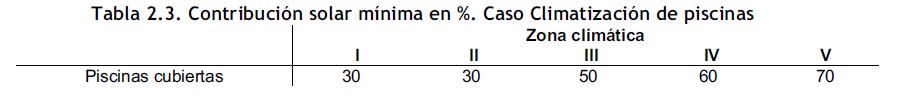 Tabla 2.3. Contribución solar mínima en %. Caso Climatización de piscinas
Zona climática
I II III IV V
Piscinas cubiertas 30 30 50 60 70